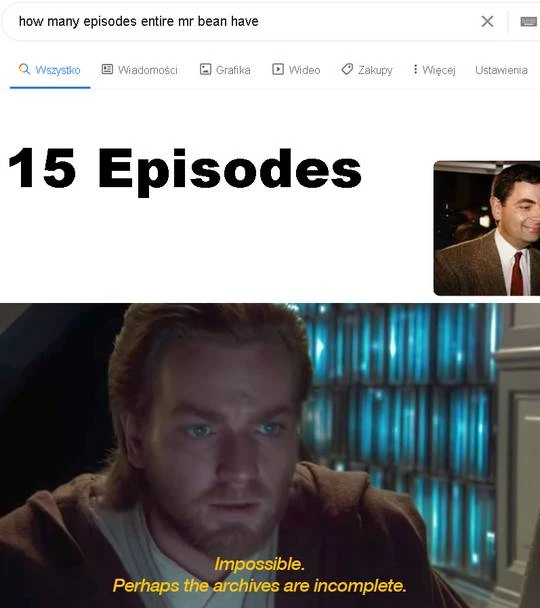 how many episodes entire mr bean have
Wszystko Wiadomości Grafika Wideo Zakupy Więcej Ustawienia
15 Episodes
Impossible.
Perhaps the archives are incomplete.